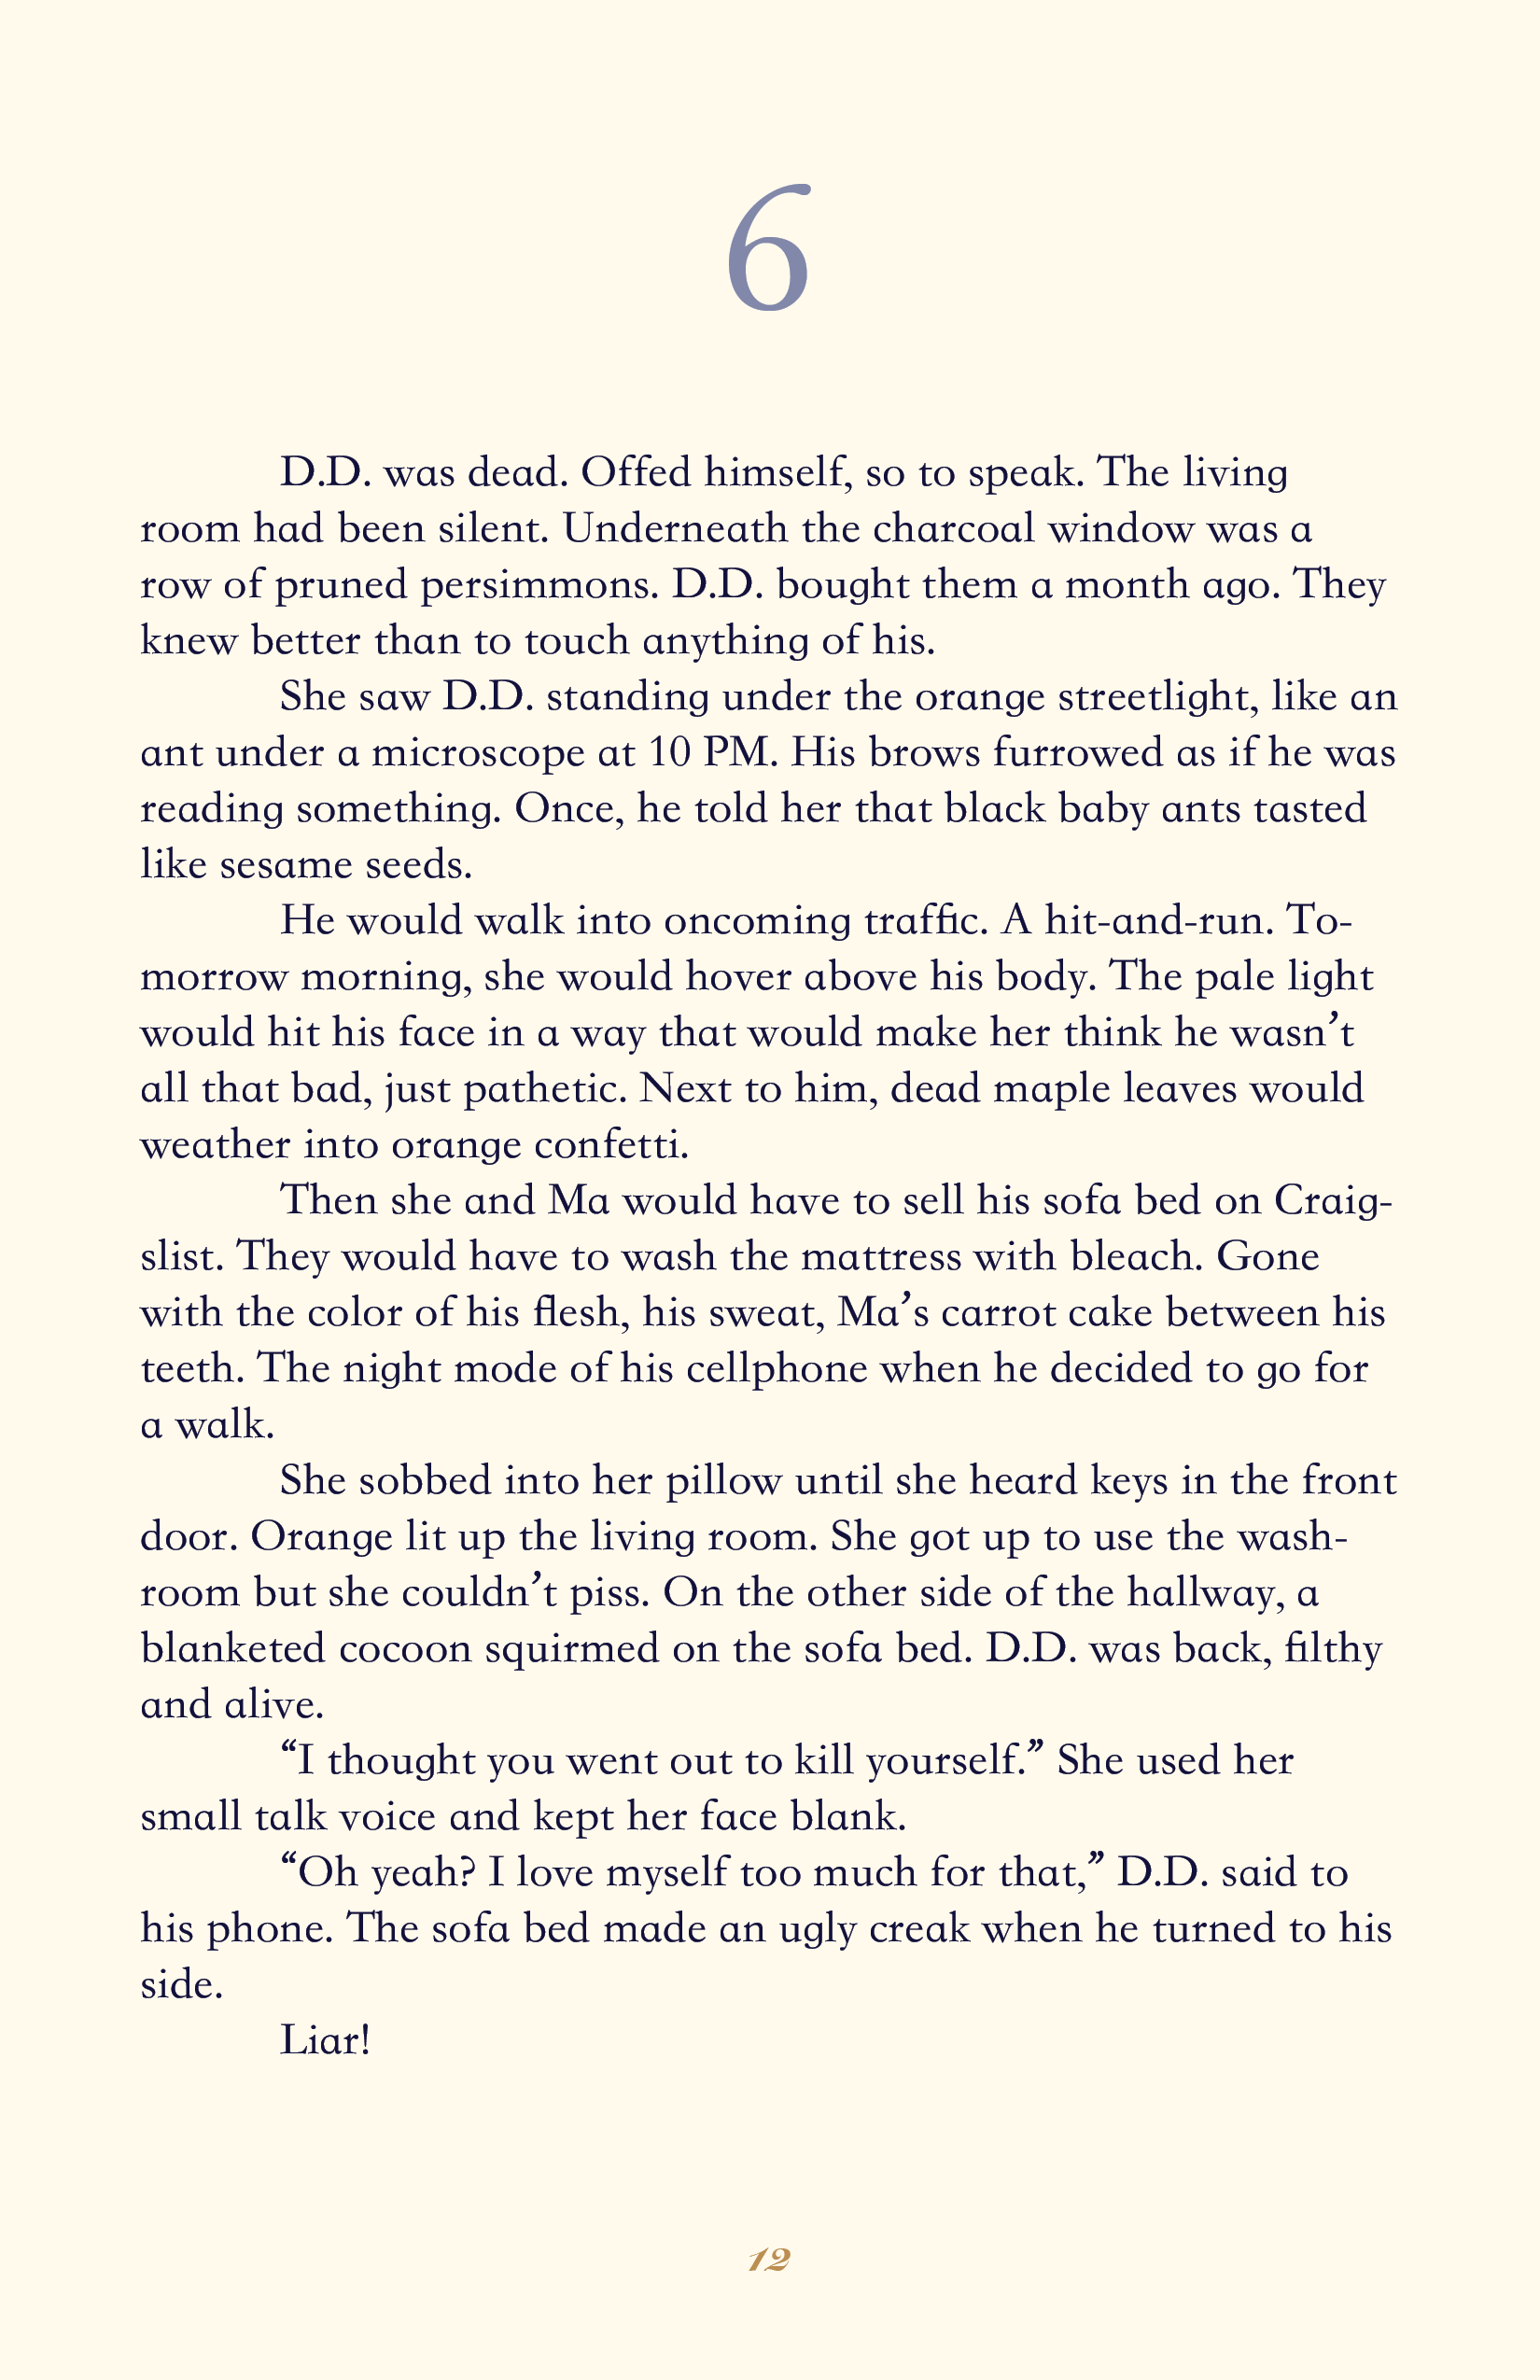 6
D.D. was dead. Offed himself, so to speak. The living
room had been silent. Underneath the charcoal window was a
row of pruned persimmons. D.D. bought them a month ago. They
knew better than to touch anything of his.
She saw D.D. standing under the orange streetlight, like an
ant under a microscope at 10 PM. His brows furrowed as if he was
reading something. Once, he told her that black baby ants tasted
like sesame seeds.
He would walk into oncoming traffic. A hit-and-run. To-
morrow morning, she would hover above his body. The pale light
would hit his face in a way that would make her think he wasn’t
all that bad, just pathetic. Next to him, dead maple leaves would
weather into orange confetti.
Then she and Ma would have to sell his sofa bed on Craig-
slist. They would have to wash the mattress with bleach. Gone
with the color of his flesh, his sweat, Ma’s carrot cake between his
teeth. The night mode of his cellphone when he decided to go for
a walk.
She sobbed into her pillow until she heard keys in the front
door. Orange lit up the living room. She got up to use the wash-
room but she couldn’t piss. On the other side of the hallway, a
blanketed cocoon squirmed on the sofa bed. D.D. was back, filthy
and alive.
“I thought you went out to kill yourself.” She used her
small talk voice and kept her face blank.
“Oh yeah? I love myself too much for that,” D.D. said to
his phone. The sofa bed made an ugly creak when he turned to his
side.
Liar!
12